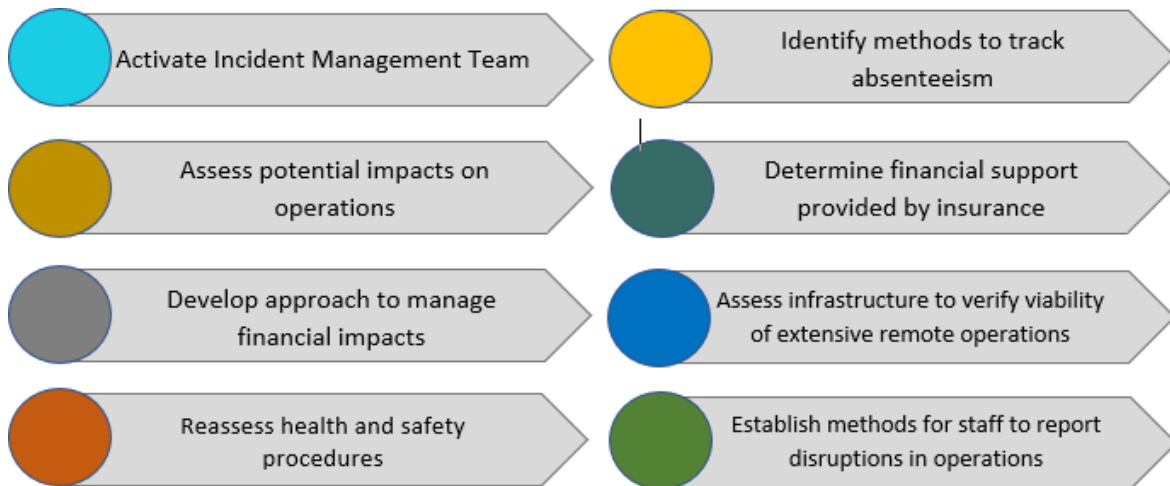 Activate Incident Management Team
Assess potential impacts on
operations
Develop approach to manage
financial impacts
Reassess health and safety
procedures
Identify methods to track
absenteeism
Determine financial support
provided by insurance
Assess infrastructure to verify viability
of extensive remote operations
Establish methods for staff to report
disruptions in operations